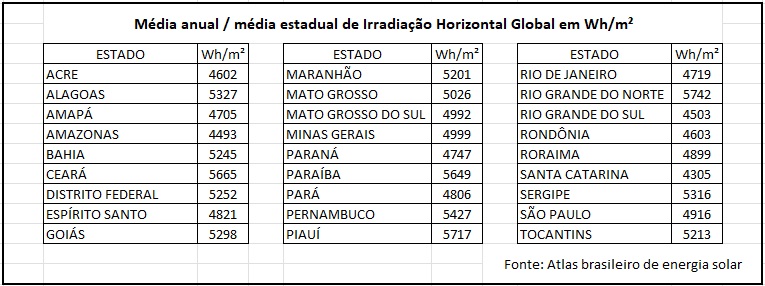 Média anual / média estadual de Irradiação Horizontal Global em Wh/m²
ESTADO Wh/m² ESTADO Wh/m² ESTADO Wh/m²
ACRE 4602 MARANHÃO 5201 RIO DE JANEIRO 4719
ALAGOAS 5327 MATO GROSSO 5026 RIO GRANDE DO NORTE 5742
AMAPÁ 4705 MATO GROSSO DO SUL 4992 RIO GRANDE DO SUL 4503
AMAZONAS 4493 MINAS GERAIS 4999 RONDÔNIA 4603
BAHIA 5245 PARANÁ 4747 RORAIMA 4899
CEARÁ 5665 PARAÍBA 5649 SANTA CATARINA 4305
DISTRITO FEDERAL 5252 PARÁ 4806 SERGIPE 5316
ESPÍRITO SANTO 4821 PERNAMBUCO 5427 SÃO PAULO 4916
GOIÁS 5298 PIAUÍ 5717 TOCANTINS 5213
Fonte: Atlas brasileiro de energia solar